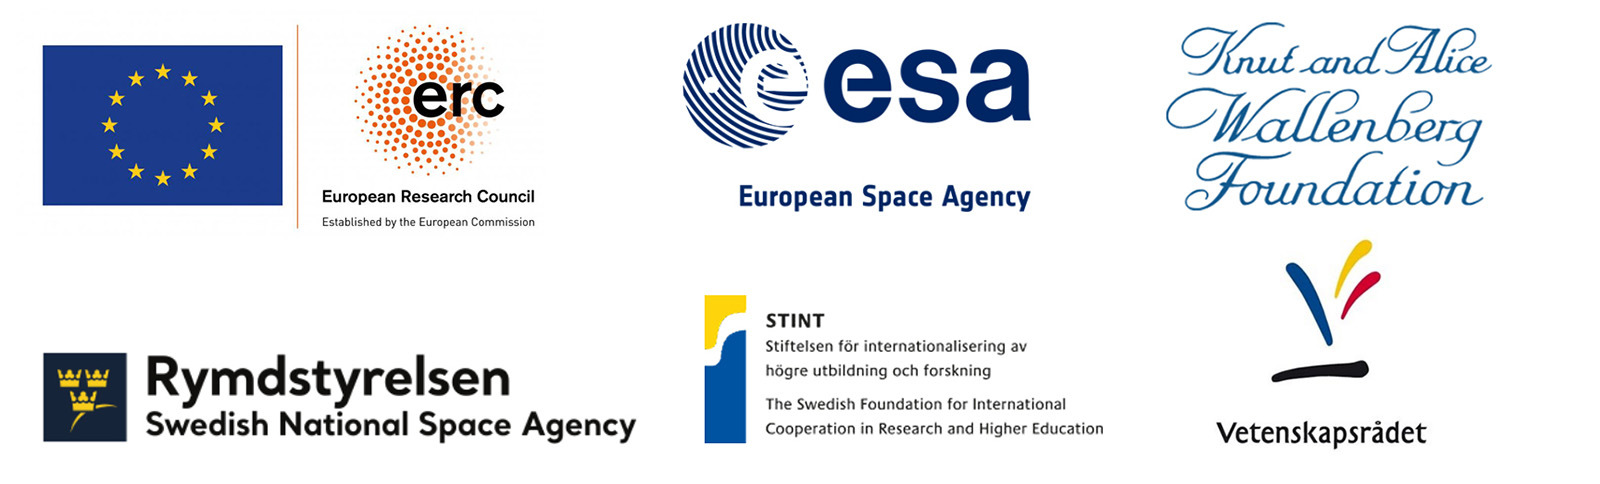 erc
European Research Council
Established by the European Commission
esa
European Space Agency
Knut and Alice
Wallenberg
Foundation
Rymdstyrelsen
Swedish National Space Agency
STINT
Stiftelsen för internationalisering av
högre utbildning och forskning
The Swedish Foundation for International
Cooperation in Research and Higher Education
Vetenskapsrådet